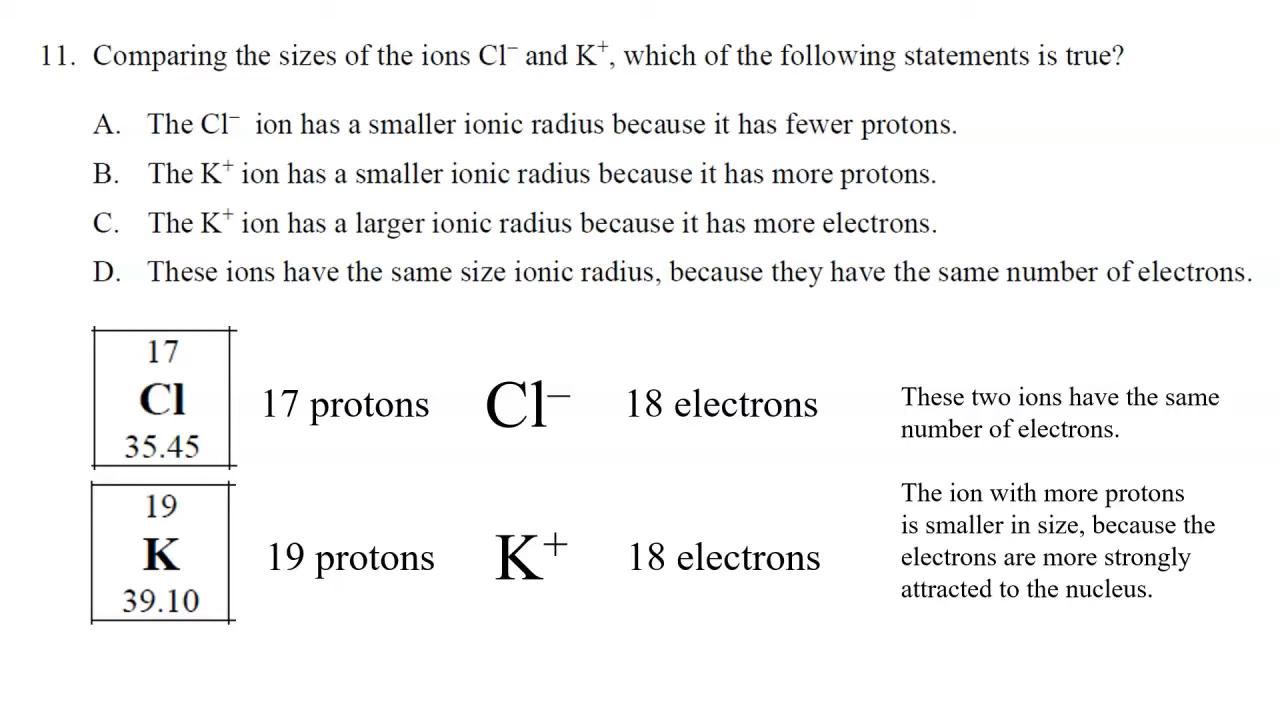 11. Comparing the sizes of the ions Cl⁻ and K⁺, which of the following statements is true?
A. The Cl⁻ ion has a smaller ionic radius because it has fewer protons.
B. The K⁺ ion has a smaller ionic radius because it has more protons.
C. The K⁺ ion has a larger ionic radius because it has more electrons.
D. These ions have the same size ionic radius, because they have the same number of electrons.
17
Cl
35.45
17 protons
Cl⁻
18 electrons
These two ions have the same
number of electrons.
19
K
39.10
19 protons
K⁺
18 electrons
The ion with more protons
is smaller in size, because the
electrons are more strongly
attracted to the nucleus.